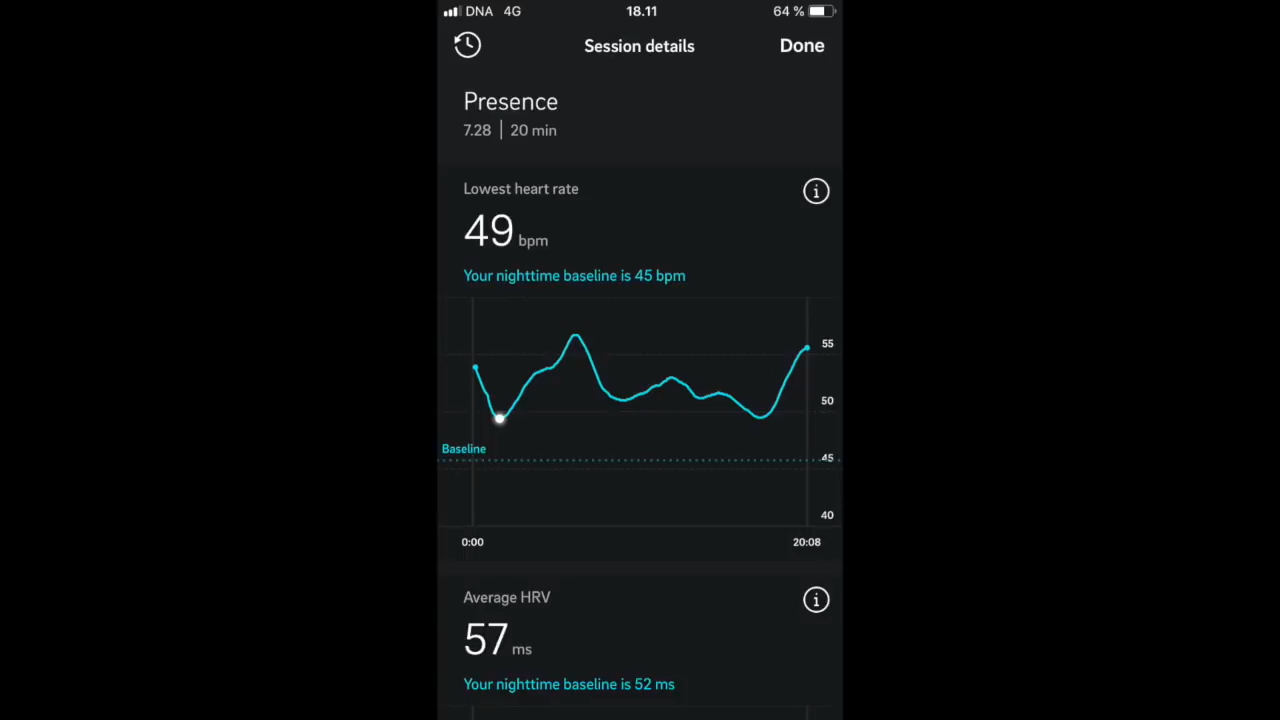 DNA 4G 18.11 64 %
Session details Done
Presence
7.28 | 20 min
Lowest heart rate
49 bpm
Your nighttime baseline is 45 bpm
55
50
Baseline
45
40
0:00 20:08
Average HRV
57 ms
Your nighttime baseline is 52 ms